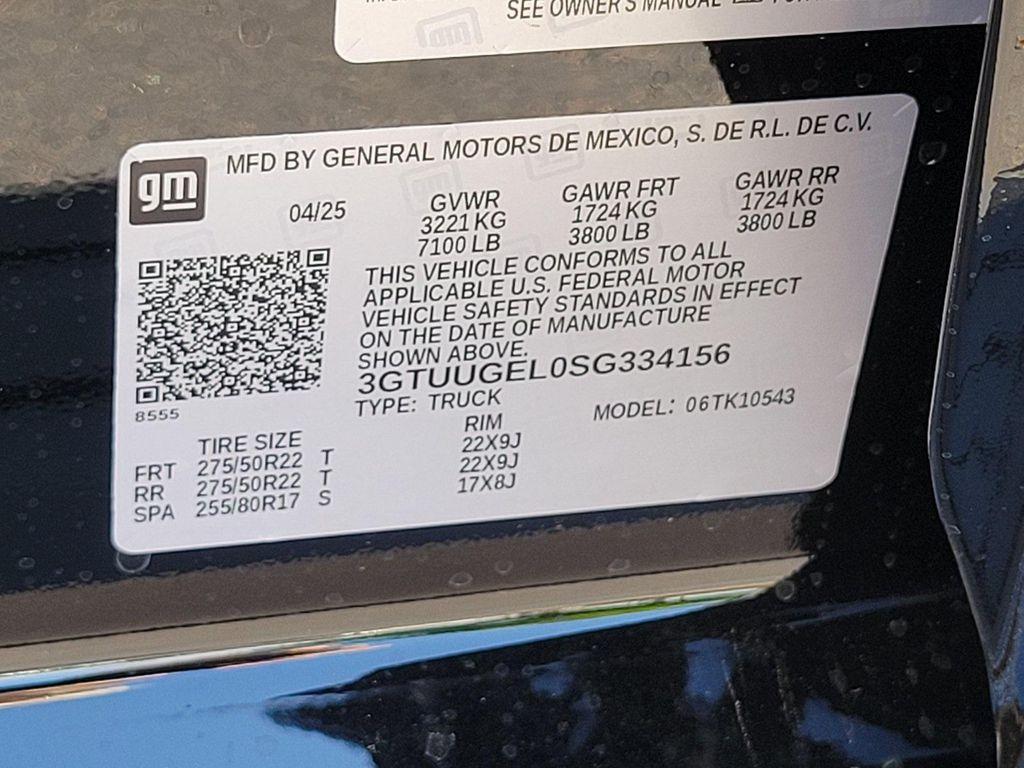 SEE OWNER'S MANUAL
gm
MFD BY GENERAL MOTORS DE MEXICO, S. DE R.L. DE C.V.
04/25
GVWR
3221 KG
7100 LB
GAWR FRT
1724 KG
3800 LB
GAWR RR
1724 KG
3800 LB
THIS VEHICLE CONFORMS TO ALL
APPLICABLE U.S. FEDERAL MOTOR
VEHICLE SAFETY STANDARDS IN EFFECT
ON THE DATE OF MANUFACTURE
SHOWN ABOVE.
3GTUUGEL0SG334156
8555
TYPE: TRUCK
MODEL: 06TK10543
TIRE SIZE RIM
FRT 275/50R22 T 22X9J
RR 275/50R22 T 22X9J
SPA 255/80R17 S 17X8J